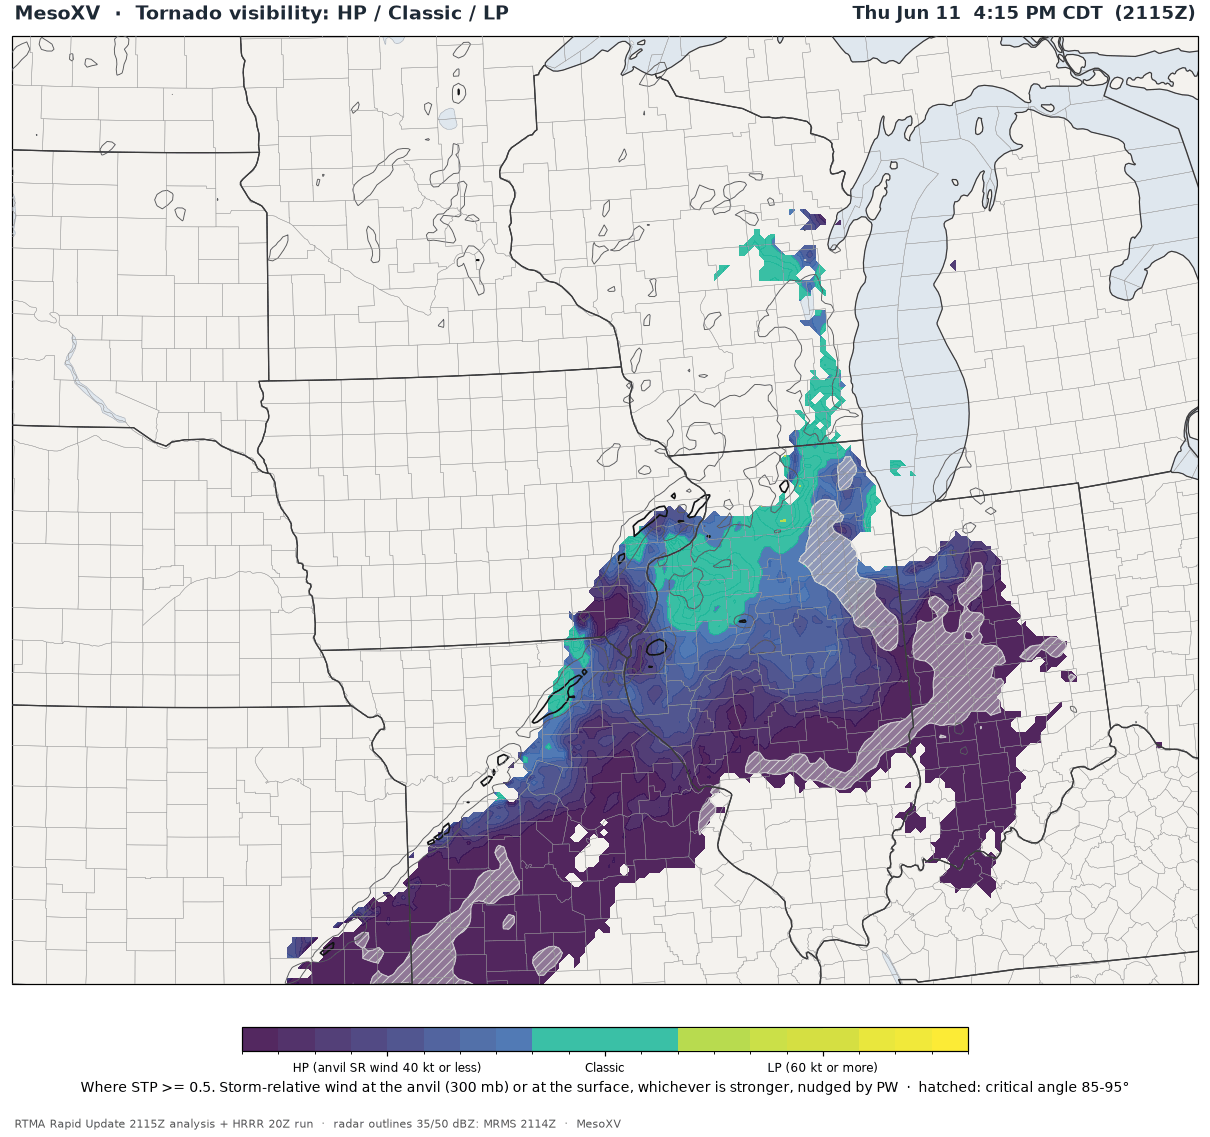 MesoXV · Tornado visibility: HP / Classic / LP
Thu Jun 11 4:15 PM CDT (2115Z)
HP (anvil SR wind 40 kt or less)
Classic
LP (60 kt or more)
Where STP >= 0.5. Storm-relative wind at the anvil (300 mb) or at the surface, whichever is stronger, nudged by PW · hatched: critical angle 85-95°
RTMA Rapid Update 2115Z analysis + HRRR 20Z run · radar outlines 35/50 dBZ: MRMS 2114Z · MesoXV